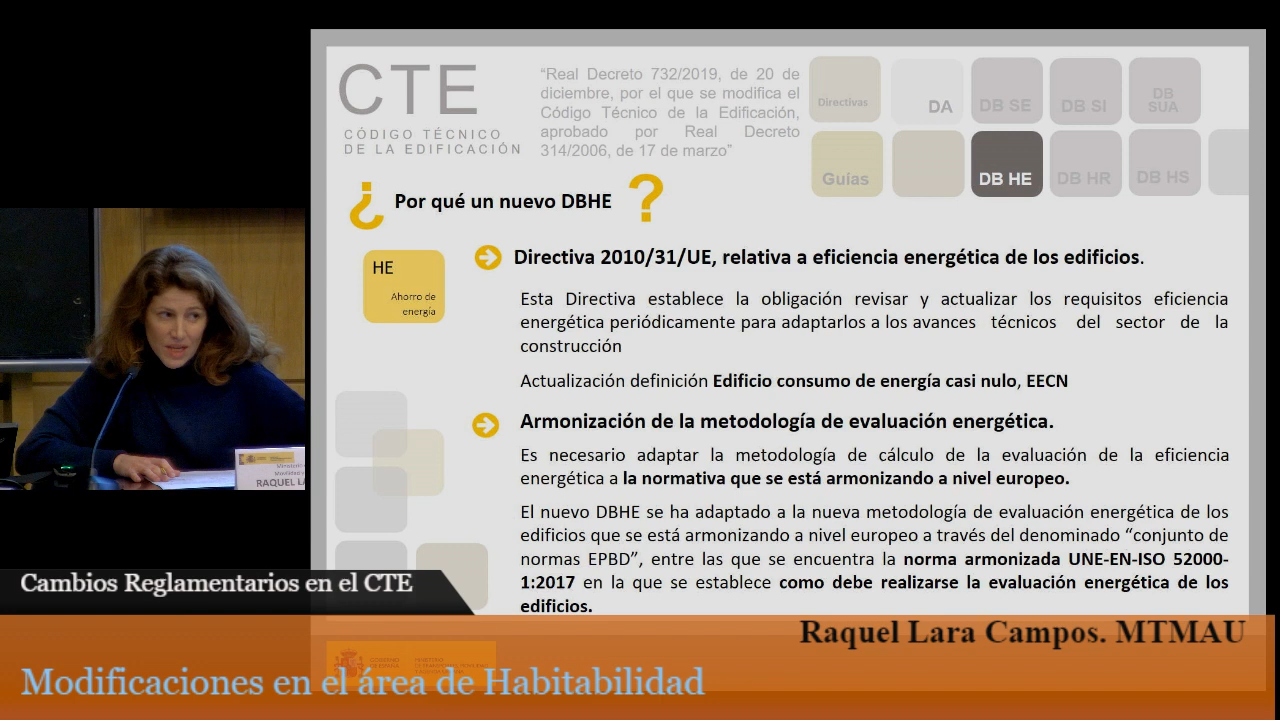 CTE
CÓDIGO TÉCNICO
DE LA EDIFICACIÓN
“Real Decreto 732/2019, de 20 de
diciembre, por el que se modifica el
Código Técnico de la Edificación,
aprobado por Real Decreto
314/2006, de 17 de marzo”
Directivas
DA
DB SE
DB SI
DB
SUA
Guías
DB HE
DB HR
DB HS
¿ Por qué un nuevo DBHE ?
HE
Ahorro de
energía
Directiva 2010/31/UE, relativa a eficiencia energética de los edificios.
Esta Directiva establece la obligación revisar y actualizar los requisitos eficiencia
energética periódicamente para adaptarlos a los avances técnicos del sector de la
construcción
Actualización definición Edificio consumo de energía casi nulo, EECN
Armonización de la metodología de evaluación energética.
Es necesario adaptar la metodología de cálculo de la evaluación de la eficiencia
energética a la normativa que se está armonizando a nivel europeo.
El nuevo DBHE se ha adaptado a la nueva metodología de evaluación energética de los
edificios que se está armonizando a nivel europeo a través del denominado “conjunto de
normas EPBD”, entre las que se encuentra la norma armonizada UNE-EN-ISO 52000-
1:2017 en la que se establece como debe realizarse la evaluación energética de los
edificios.
RAQUEL LA
Cambios Reglamentarios en el CTE
Raquel Lara Campos. MTMAU
Modificaciones en el área de Habitabilidad